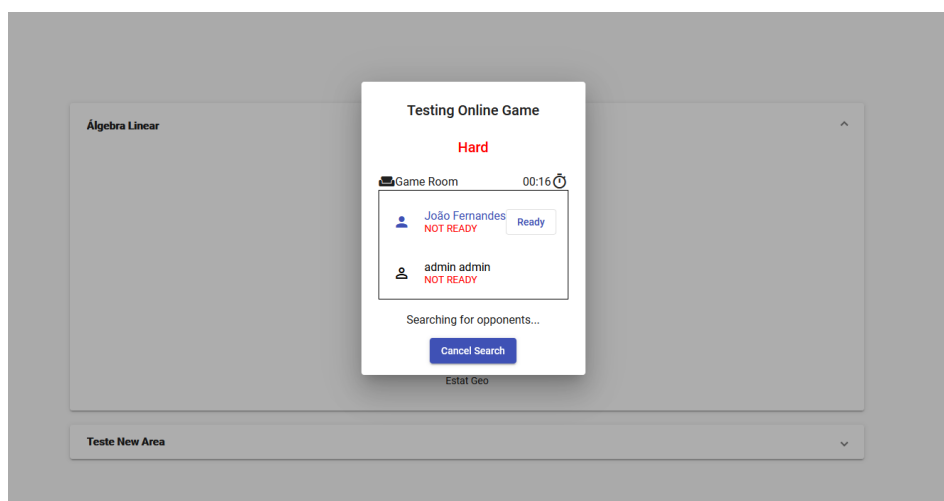 Testing Online Game
Álgebra Linear
Hard
Game Room 00:16
João Fernandes
NOT READY
Ready
admin admin
NOT READY
Searching for opponents...
Cancel Search
Estat Geo
Teste New Area